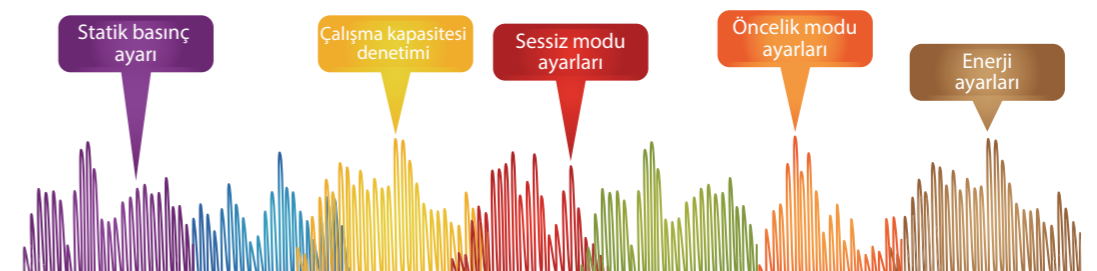 Statik basınç
ayarı
Çalışma kapasitesi
denetimi
Sessiz modu
ayarları
Öncelik modu
ayarları
Enerji
ayarları